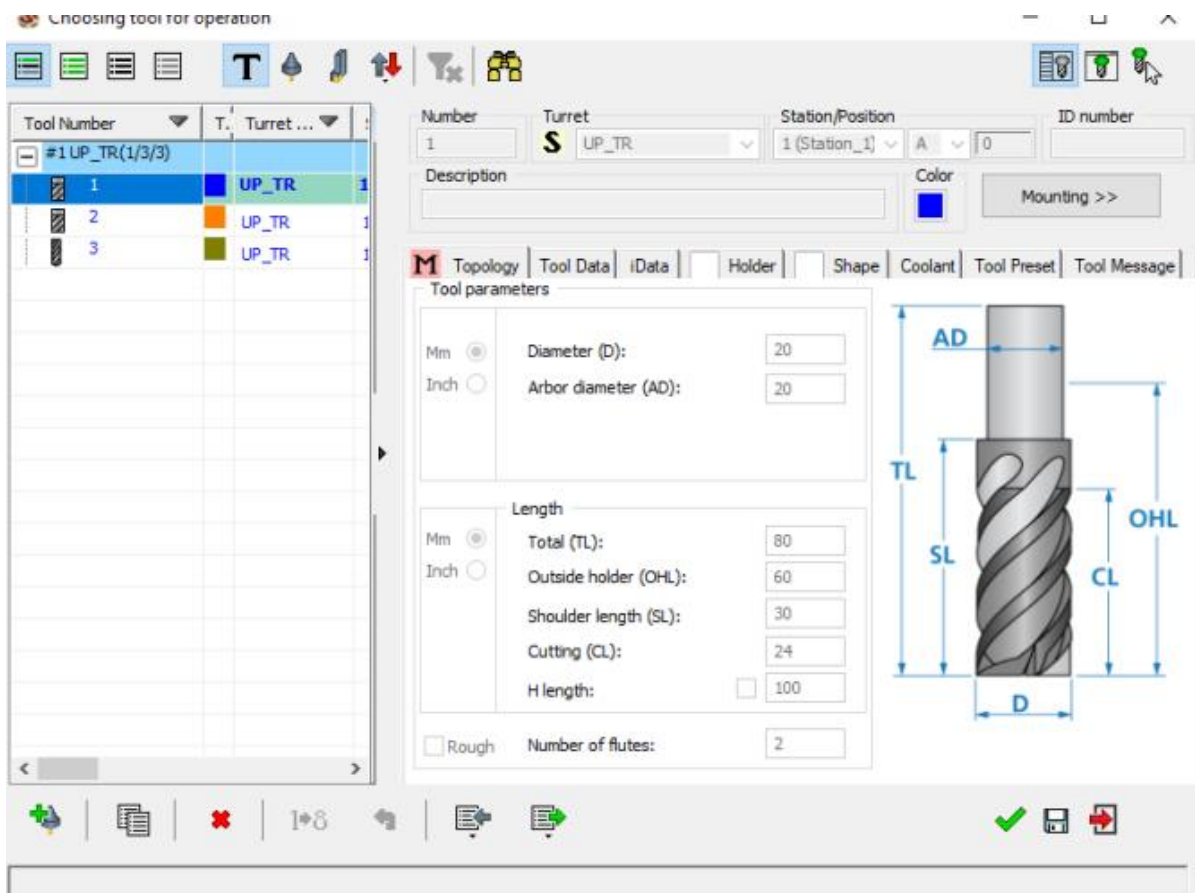 Choosing tool for operation
T
Tool Number T. Turret ...
#1 UP_TR(1/3/3)
1 UP_TR 1
2 UP_TR 1
3 UP_TR 1
Number Turret Station/Position ID number
1 S UP_TR 1 (Station_1) A 0
Description Color
Mounting >>
M Topology Tool Data iData Holder Shape Coolant Tool Preset Tool Message
Tool parameters
Mm Diameter (D): 20
Inch Arbor diameter (AD): 20
Length
Mm Total (TL): 80
Inch Outside holder (OHL): 60
Shoulder length (SL): 30
Cutting (CL): 24
H length: 100
Rough Number of flutes: 2
AD
TL
OHL
SL
CL
D